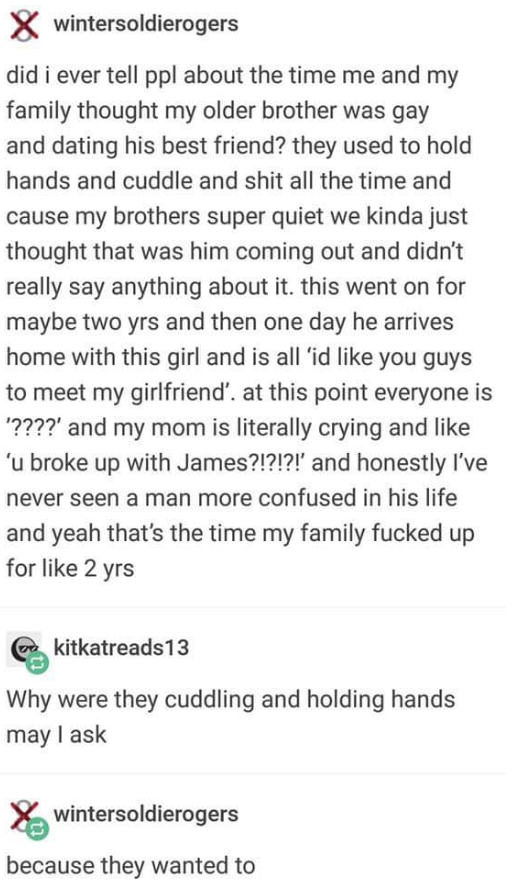 wintersoldierogers
did i ever tell ppl about the time me and my
family thought my older brother was gay
and dating his best friend? they used to hold
hands and cuddle and shit all the time and
cause my brothers super quiet we kinda just
thought that was him coming out and didn't
really say anything about it. this went on for
maybe two yrs and then one day he arrives
home with this girl and is all 'id like you guys
to meet my girlfriend'. at this point everyone is
'????' and my mom is literally crying and like
'u broke up with James?!?!?!' and honestly I've
never seen a man more confused in his life
and yeah that's the time my family fucked up
for like 2 yrs
kitkatreads13
Why were they cuddling and holding hands
may I ask
wintersoldierogers
because they wanted to